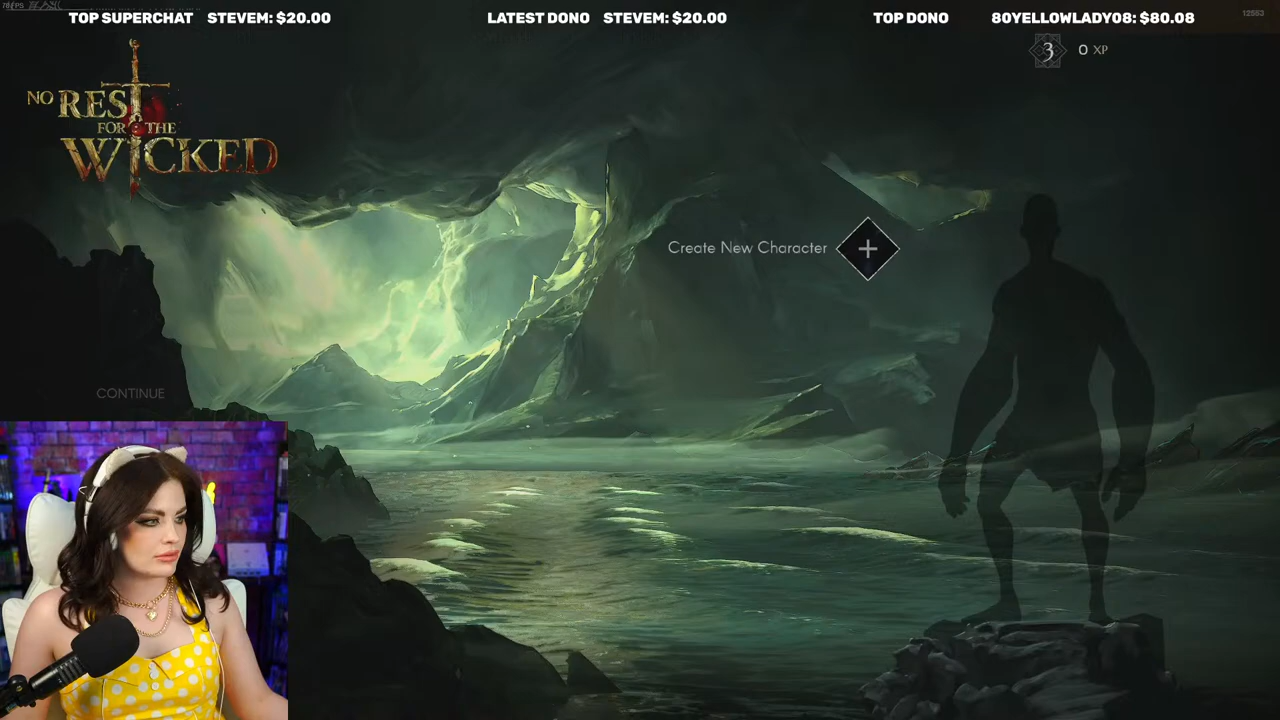 TOP SUPERCHAT STEVEM: $20.00
LATEST DONO STEVEM: $20.00
TOP DONO 80YELLOWLADY08: $80.08
12553
3 0 XP
NO REST
FOR THE
WICKED
Create New Character
CONTINUE